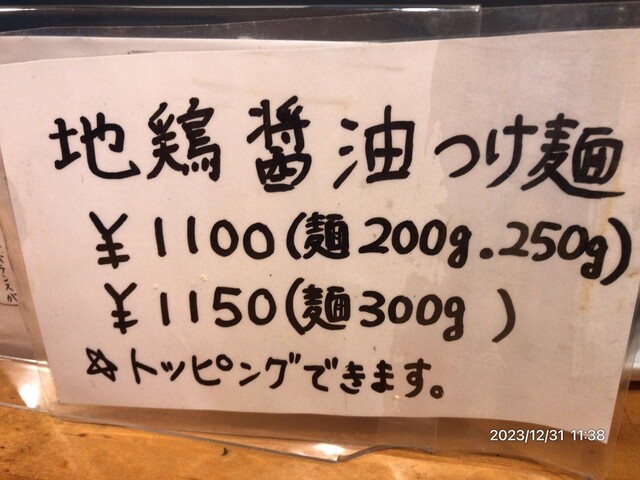 地鶏醤油つけ麺
¥1100(麺200g.250g)
¥1150(麺300g)
☆トッピングできます。
2023/12/31 11:38